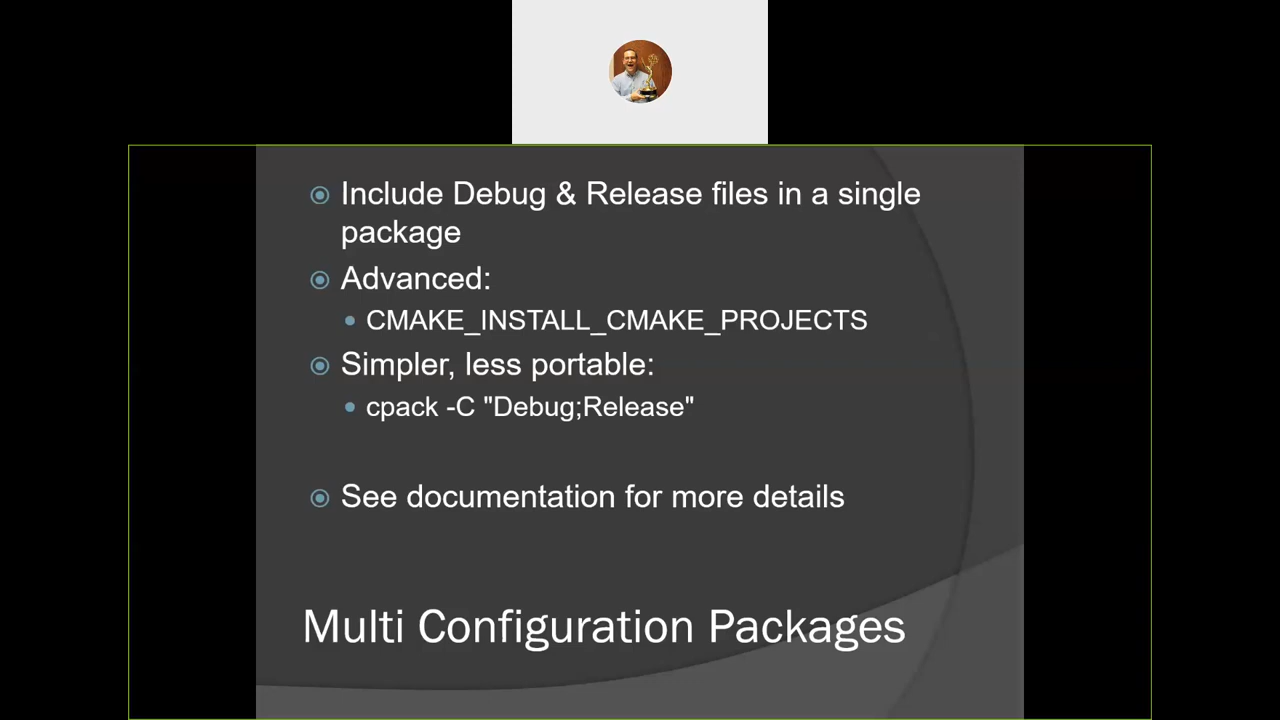 Include Debug & Release files in a single
package
Advanced:
CMAKE_INSTALL_CMAKE_PROJECTS
Simpler, less portable:
cpack -C "Debug;Release"
See documentation for more details
Multi Configuration Packages